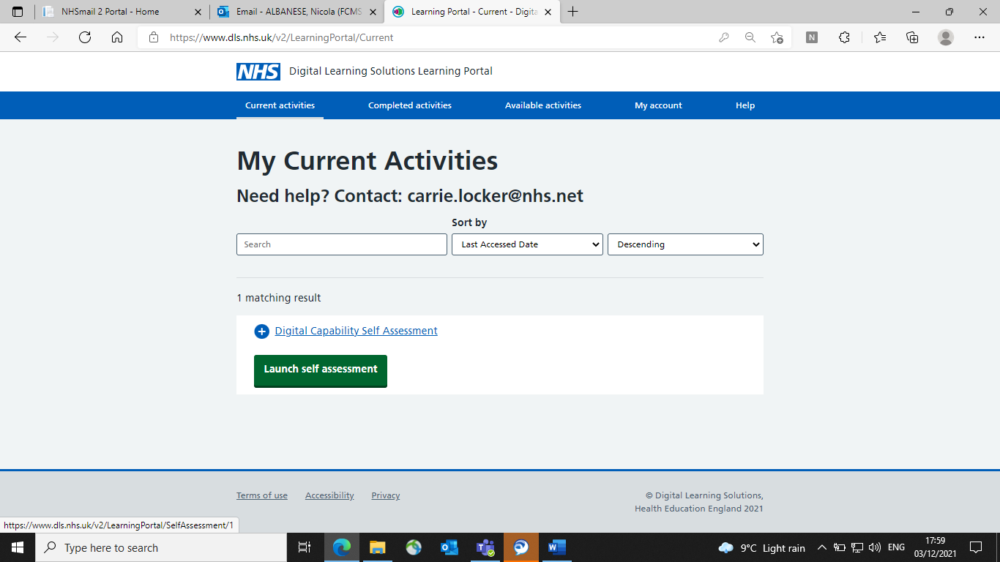 NHSmail 2 Portal - Home
Email - ALBANESE, Nicola (FCMS
Learning Portal - Current - Digita
https://www.dls.nhs.uk/v2/LearningPortal/Current
N
NHS Digital Learning Solutions Learning Portal
Current activities Completed activities Available activities My account Help
My Current Activities
Need help? Contact: carrie.locker@nhs.net
Sort by
Search Last Accessed Date Descending
1 matching result
Digital Capability Self Assessment
Launch self assessment
Terms of use Accessibility Privacy
© Digital Learning Solutions,
Health Education England 2021
https://www.dls.nhs.uk/v2/LearningPortal/SelfAssessment/1
Type here to search
9°C Light rain
ENG
17:59
03/12/2021